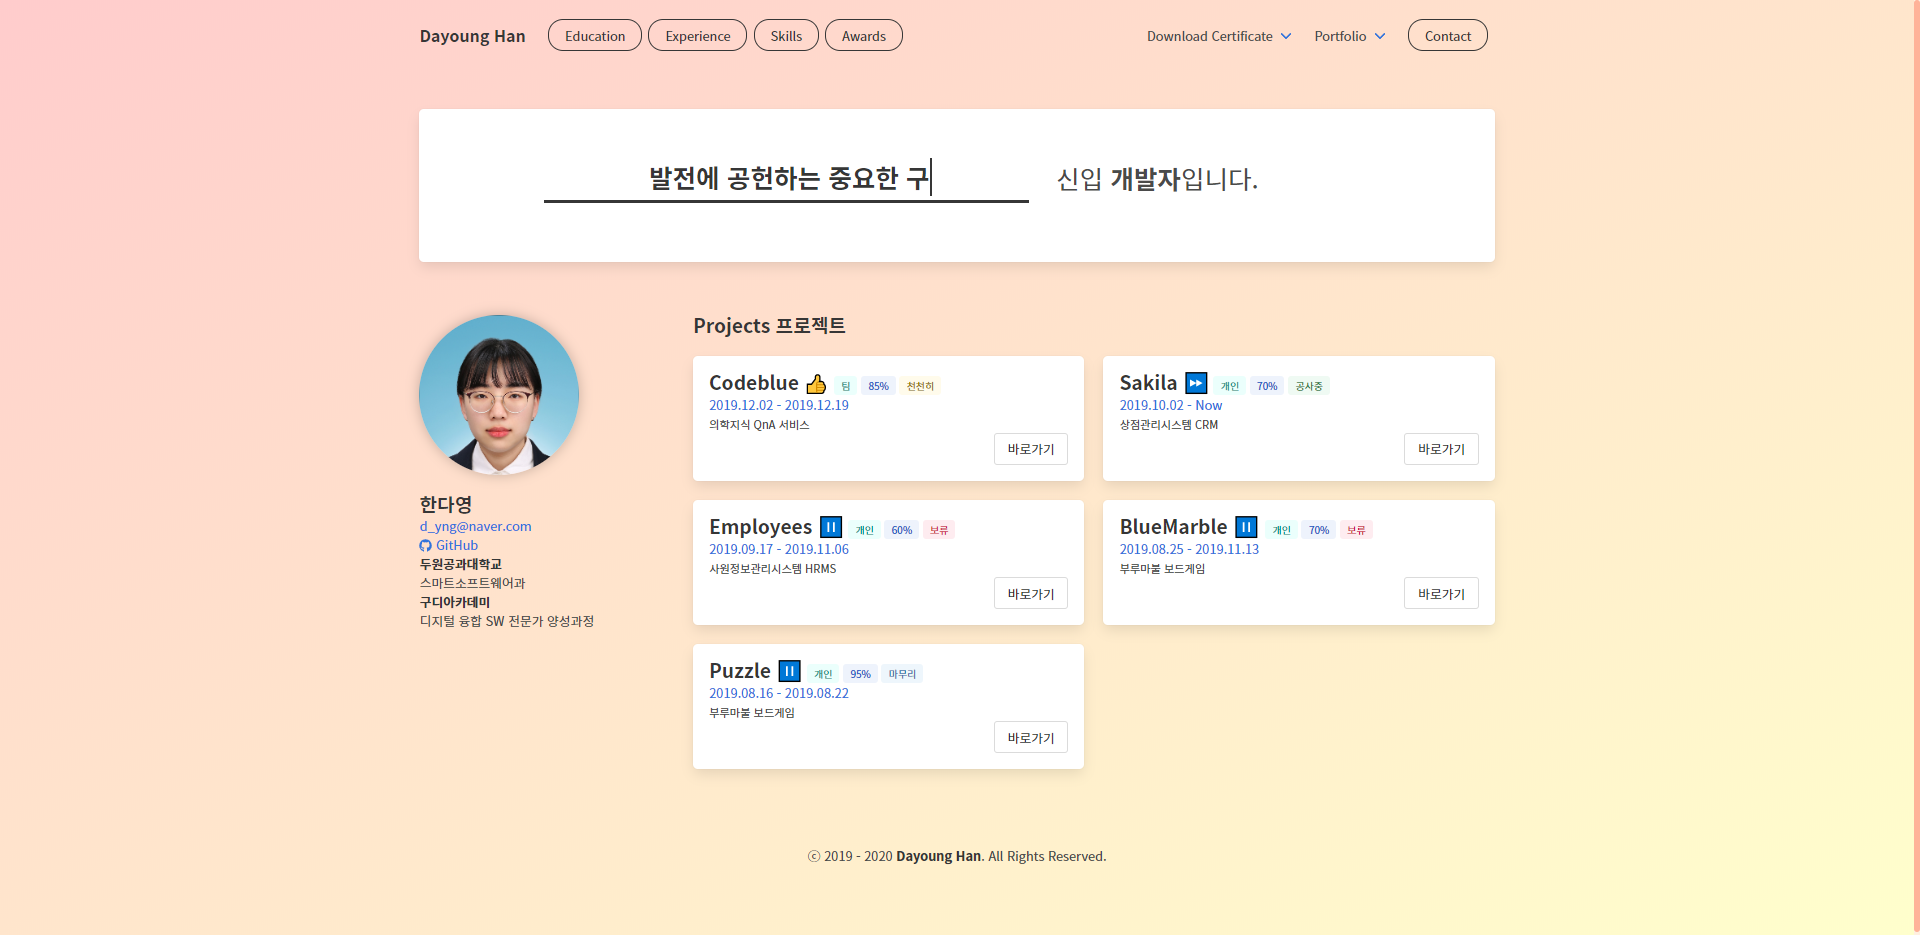 Dayoung Han
Education
Experience
Skills
Awards
Download Certificate
Portfolio
Contact
발전에 공헌하는 중요한 구
신입 개발자입니다.
한다영
d_yng@naver.com
GitHub
두원공과대학교
스마트소프트웨어과
구디아카데미
디지털 융합 SW 전문가 양성과정
Projects 프로젝트
Codeblue 👍 팀 85% 천천히
2019.12.02 - 2019.12.19
의학지식 QnA 서비스
바로가기
Sakila ⏩ 개인 70% 공사중
2019.10.02 - Now
상점관리시스템 CRM
바로가기
Employees ⏸ 개인 60% 보류
2019.09.17 - 2019.11.06
사원정보관리시스템 HRMS
바로가기
BlueMarble ⏸ 개인 70% 보류
2019.08.25 - 2019.11.13
부루마불 보드게임
바로가기
Puzzle ⏸ 개인 95% 마무리
2019.08.16 - 2019.08.22
부루마불 보드게임
바로가기
ⓒ 2019 - 2020 Dayoung Han. All Rights Reserved.